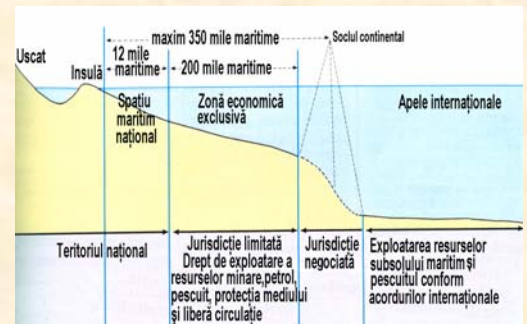 maxim 350 mile maritime
Soclul continental
Uscat
12 mile
maritime
200 mile maritime
Insulă
Spațiu
maritim
național
Zonă economică
exclusivă
Apele internaționale
Teritoriul național
Jurisdicție limitată
Drept de exploatare a
resurselor minare,petrol,
pescuit, protecția mediului
și liberă circulație
Jurisdicție
negociată
Exploatarea resurselor
subsolului maritim și
pescuitul conform
acordurilor internaționale